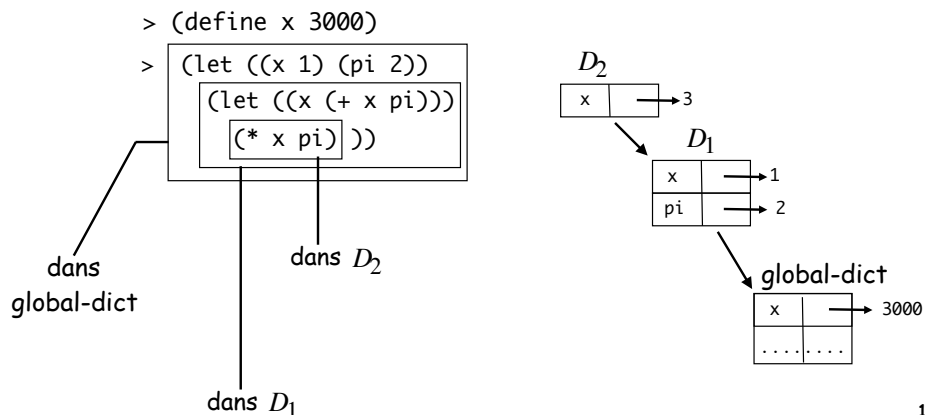 > (define x 3000)
> (let ((x 1) (pi 2))
(let ((x (+ x pi)))
(* x pi) ))
dans
global-dict
dans D2
dans D1
D2
x 3
D1
x 1
pi 2
global-dict
x 3000
........
1